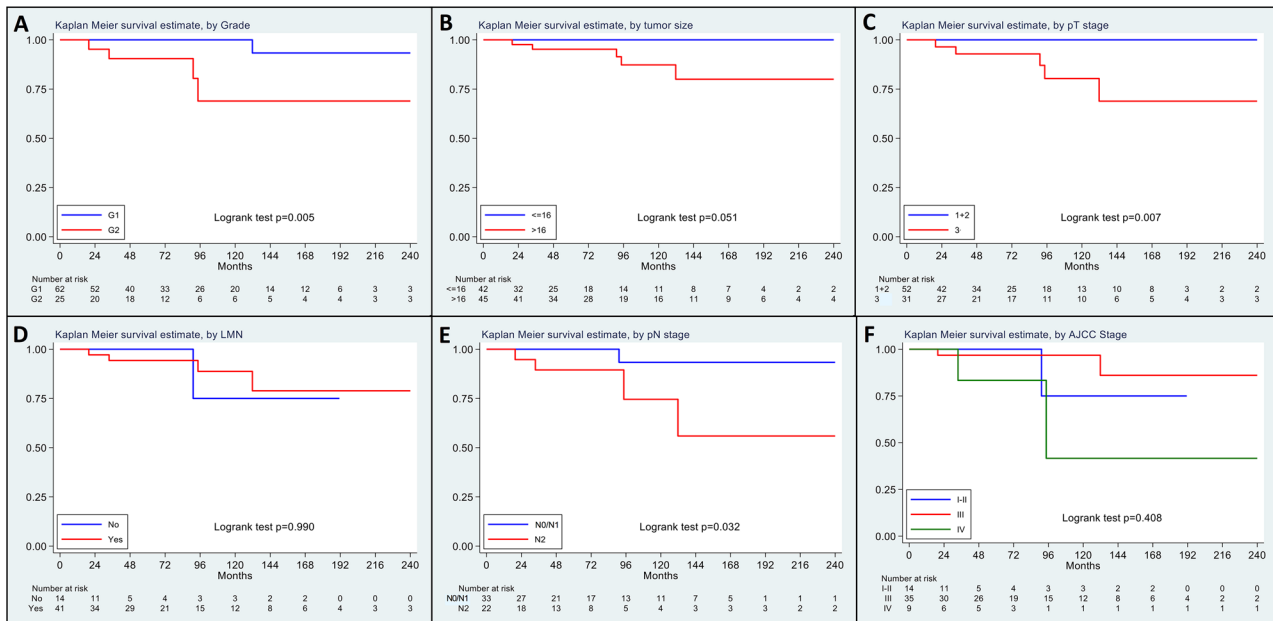 A
Kaplan Meier survival estimate, by Grade
1.00
0.75
0.50
0.25
0.00
G1
G2
Logrank test p=0.005
0 24 48 72 96 120 144 168 192 216 240
Months
Number at risk
G1 62 52 40 33 26 20 14 12 6 3 3
G2 25 20 18 12 6 6 5 4 4 3 3
B
Kaplan Meier survival estimate, by tumor size
1.00
0.75
0.50
0.25
0.00
<=16
>16
Logrank test p=0.051
0 24 48 72 96 120 144 168 192 216 240
Months
Number at risk
<=16 42 32 25 18 14 11 8 7 4 2 2
>16 45 41 34 28 19 16 11 9 6 4 4
C
Kaplan Meier survival estimate, by pT stage
1.00
0.75
0.50
0.25
0.00
1+2
3
Logrank test p=0.007
0 24 48 72 96 120 144 168 192 216 240
Months
Number at risk
1+2 52 42 34 25 18 13 10 8 3 2 2
3 31 27 21 17 11 10 6 5 4 3 3
D
Kaplan Meier survival estimate, by LMN
1.00
0.75
0.50
0.25
0.00
No
Yes
Logrank test p=0.990
0 24 48 72 96 120 144 168 192 216 240
Months
Number at risk
No 14 11 5 4 3 3 2 2 0 0 0
Yes 41 34 29 21 15 12 8 6 4 3 3
E
Kaplan Meier survival estimate, by pN stage
1.00
0.75
0.50
0.25
0.00
N0/N1
N2
Logrank test p=0.032
0 24 48 72 96 120 144 168 192 216 240
Months
Number at risk
N0/N1 33 27 21 17 13 11 7 5 1 1 1
N2 22 18 13 8 5 4 3 3 3 2 2
F
Kaplan Meier survival estimate, by AJCC Stage
1.00
0.75
0.50
0.25
0.00
I-II
III
IV
Logrank test p=0.408
0 24 48 72 96 120 144 168 192 216 240
Months
Number at risk
I-II 14 11 5 4 3 3 2 2 0 0 0
III 35 30 26 19 15 12 8 6 4 2 2
IV 9 6 5 3 1 1 1 1 1 1 1